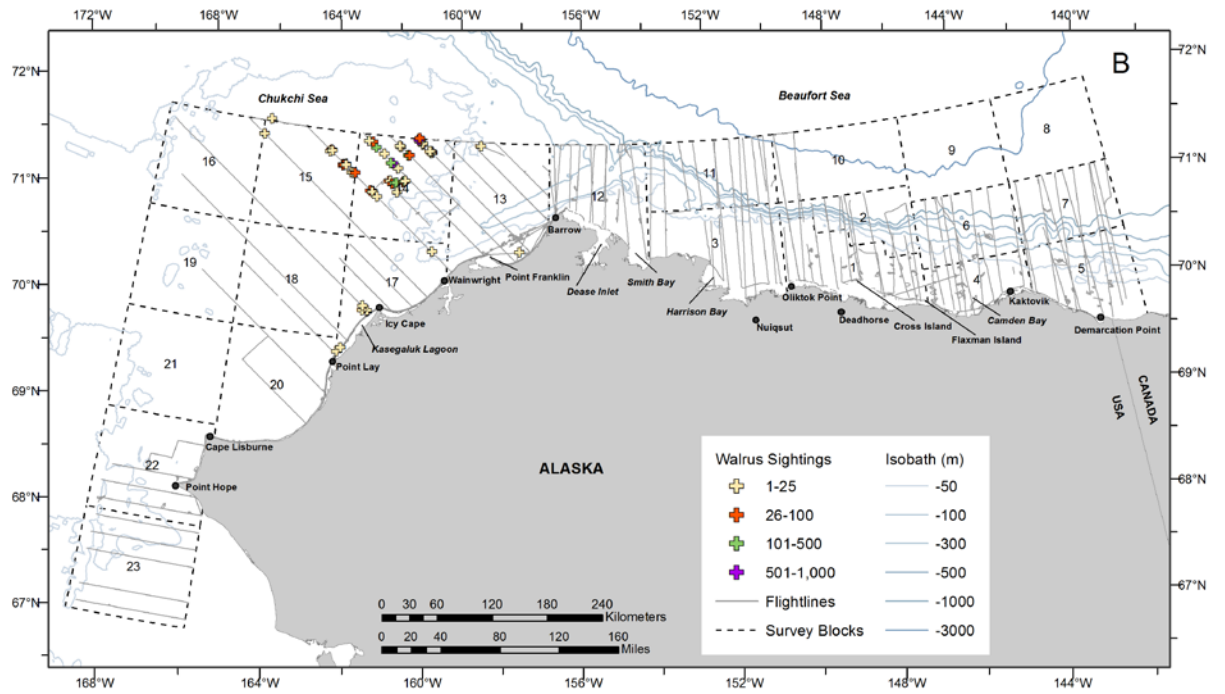 172°W 168°W 164°W 160°W 156°W 152°W 148°W 144°W 140°W
72°N
72°N
B
Chukchi Sea
Beaufort Sea
8
9
10
71°N
71°N
16
15
14
13
12
11
7
6
2
3
1
5
4
Barrow
70°N
70°N
19
18
17
Wainwright
Point Franklin
Dease Inlet
Smith Bay
Harrison Bay
Oliktok Point
Nuiqsut
Deadhorse
Cross Island
Flaxman Island
Camden Bay
Kaktovik
Demarcation Point
Icy Cape
Kasegaluk Lagoon
Point Lay
69°N
69°N
21
20
CANADA
USA
Cape Lisburne
22
Point Hope
ALASKA
68°N
68°N
23
67°N
67°N
Walrus Sightings
1-25
26-100
101-500
501-1,000
Flightlines
Survey Blocks
Isobath (m)
-50
-100
-300
-500
-1000
-3000
0 30 60 120 180 240
Kilometers
0 20 40 80 120 160
Miles
168°W 164°W 160°W 156°W 152°W 148°W 144°W